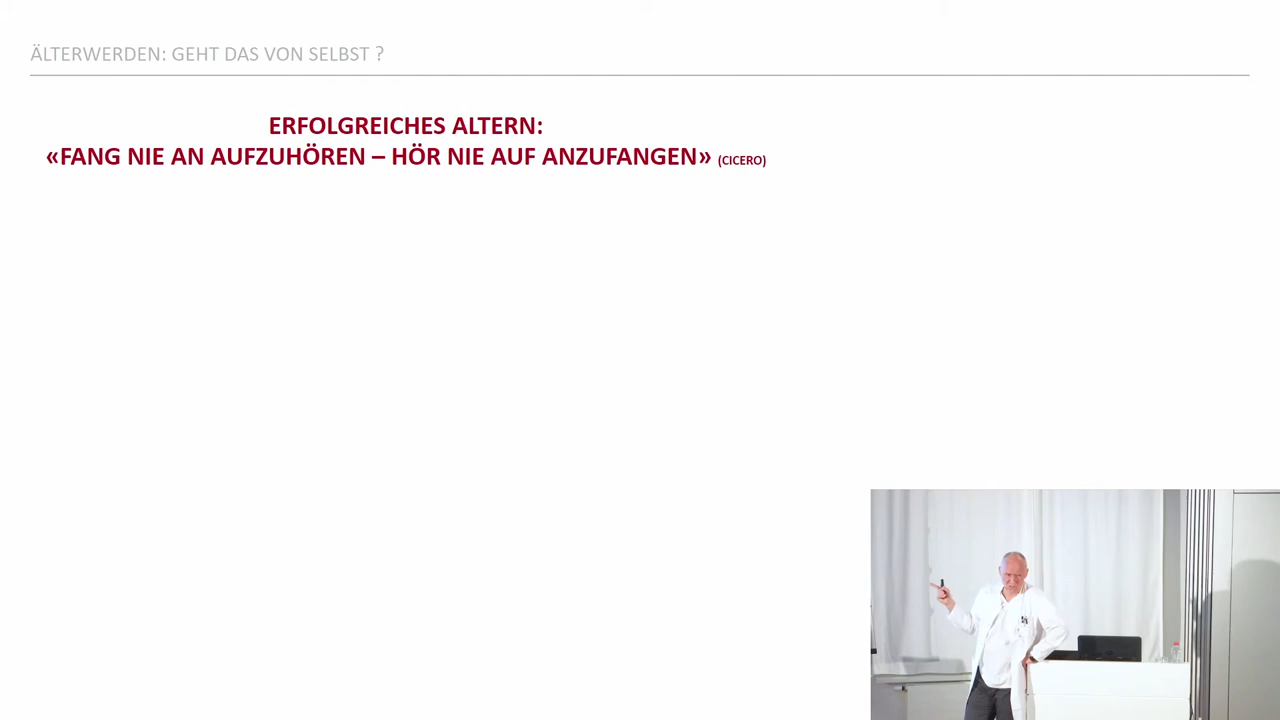 ÄLTERWERDEN: GEHT DAS VON SELBST ?
ERFOLGREICHES ALTERN:
«FANG NIE AN AUFZUHÖREN – HÖR NIE AUF ANZUFANGEN» (CICERO)